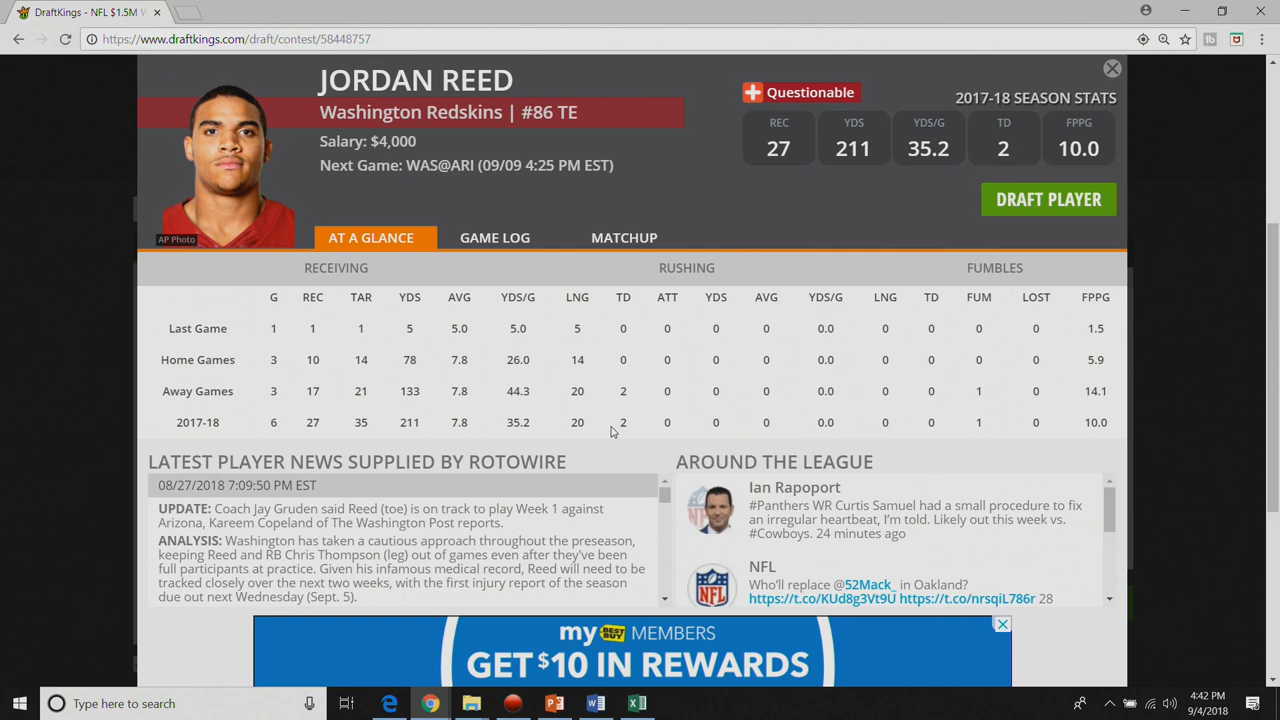 DraftKings - NFL $1.5M W
https://www.draftkings.com/draft/contest/58448757
JORDAN REED
Washington Redskins | #86 TE
Salary: $4,000
Next Game: WAS@ARI (09/09 4:25 PM EST)
AP Photo
Questionable
2017-18 SEASON STATS
REC YDS YDS/G TD FPPG
27 211 35.2 2 10.0
DRAFT PLAYER
AT A GLANCE GAME LOG MATCHUP
RECEIVING RUSHING FUMBLES
G REC TAR YDS AVG YDS/G LNG TD ATT YDS AVG YDS/G LNG TD FUM LOST FPPG
Last Game 1 1 1 5 5.0 5.0 5 0 0 0 0 0.0 0 0 0 0 1.5
Home Games 3 10 14 78 7.8 26.0 14 0 0 0 0 0.0 0 0 0 0 5.9
Away Games 3 17 21 133 7.8 44.3 20 2 0 0 0 0.0 0 0 1 0 14.1
2017-18 6 27 35 211 7.8 35.2 20 2 0 0 0 0.0 0 0 1 0 10.0
LATEST PLAYER NEWS SUPPLIED BY ROTOWIRE
08/27/2018 7:09:50 PM EST
UPDATE: Coach Jay Gruden said Reed (toe) is on track to play Week 1 against
Arizona, Kareem Copeland of The Washington Post reports.
ANALYSIS: Washington has taken a cautious approach throughout the preseason,
keeping Reed and RB Chris Thompson (leg) out of games even after they've been
full participants at practice. Given his infamous medical record, Reed will need to be
tracked closely over the next two weeks, with the first injury report of the season
due out next Wednesday (Sept. 5).
AROUND THE LEAGUE
Ian Rapoport
#Panthers WR Curtis Samuel had a small procedure to fix
an irregular heartbeat, I'm told. Likely out this week vs.
#Cowboys. 24 minutes ago
NFL
Who'll replace @52Mack_ in Oakland?
https://t.co/KUd8g3Vt9U https://t.co/nrsqiL786r 28
my BEST BUY MEMBERS
GET $10 IN REWARDS
Type here to search
4:42 PM
9/4/2018